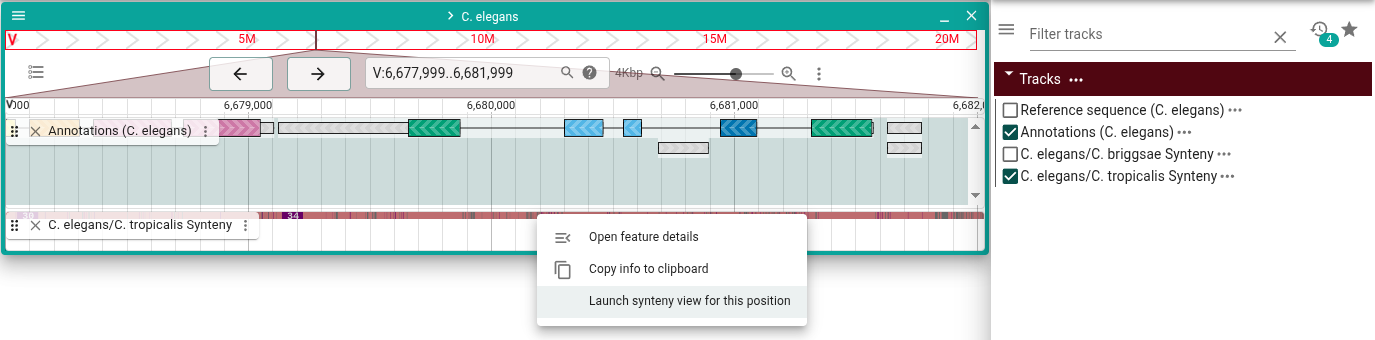 C. elegans
V
5M
10M
15M
20M
V:6,677,999..6,681,999
4Kbp
V
000
6,679,000
6,680,000
6,681,000
6,682,
Annotations (C. elegans)
34
C. elegans/C. tropicalis Synteny
Open feature details
Copy info to clipboard
Launch synteny view for this position
Filter tracks
4
Tracks
Reference sequence (C. elegans)
Annotations (C. elegans)
C. elegans/C. briggsae Synteny
C. elegans/C. tropicalis Synteny